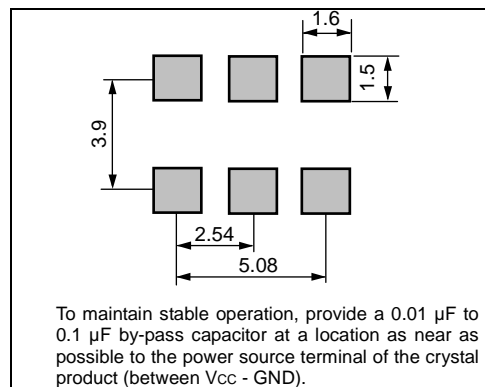 1.6
1.5
3.9
2.54
5.08
To maintain stable operation, provide a 0.01 µF to
0.1 µF by-pass capacitor at a location as near as
possible to the power source terminal of the crystal
product (between VCC - GND).